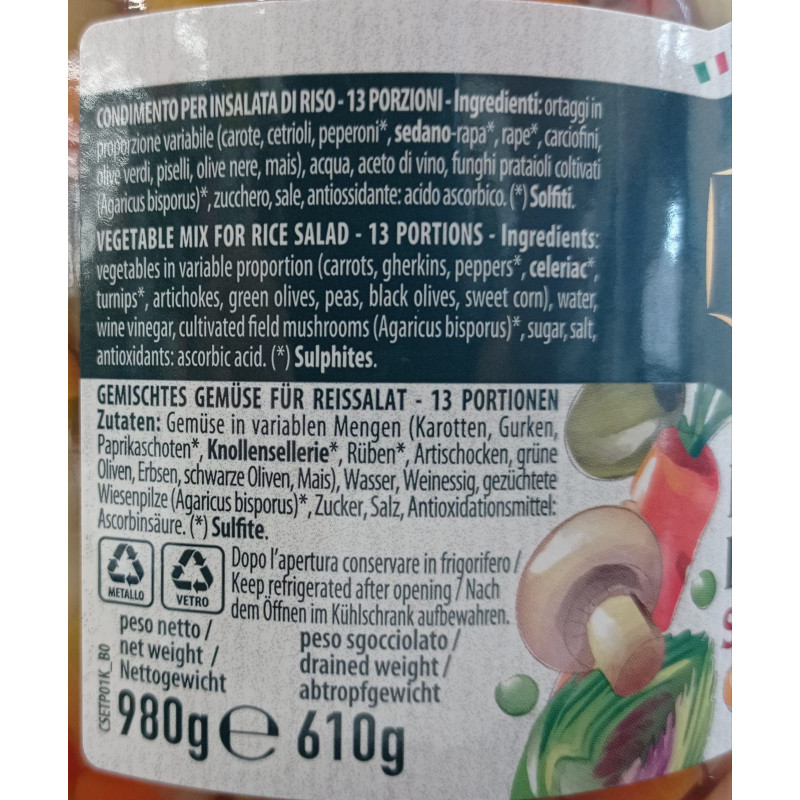 CONDIMENTO PER INSALATA DI RISO - 13 PORZIONI - Ingredienti: ortaggi in
proporzione variabile (carote, cetrioli, peperoni*, sedano-rapa*, rape*, carciofini,
olive verdi, piselli, olive nere, mais), acqua, aceto di vino, funghi prataioli coltivati
(Agaricus bisporus)*, zucchero, sale, antiossidante: acido ascorbico. (*) Solfiti.
VEGETABLE MIX FOR RICE SALAD - 13 PORTIONS - Ingredients:
vegetables in variable proportion (carrots, gherkins, peppers*, celeriac*,
turnips*, artichokes, green olives, peas, black olives, sweet corn), water,
wine vinegar, cultivated field mushrooms (Agaricus bisporus)*, sugar, salt,
antioxidants: ascorbic acid. (*) Sulphites.
GEMISCHTES GEMÜSE FÜR REISSALAT - 13 PORTIONEN
Zutaten: Gemüse in variablen Mengen (Karotten, Gurken,
Paprikaschoten*, Knollensellerie*, Rüben*, Artischocken, grüne
Oliven, Erbsen, schwarze Oliven, Mais), Wasser, Weinessig, gezüchtete
Wiesenpilze (Agaricus bisporus)*, Zucker, Salz, Antioxidationsmittel:
Ascorbinsäure. (*) Sulfite.
METALLO
VETRO
Dopo l'apertura conservare in frigorifero /
Keep refrigerated after opening / Nach
dem Öffnen im Kühlschrank aufbewahren.
peso netto /
net weight /
Nettogewicht
peso sgocciolato /
drained weight /
abtropfgewicht
CSETP01K_B0
980g e 610g